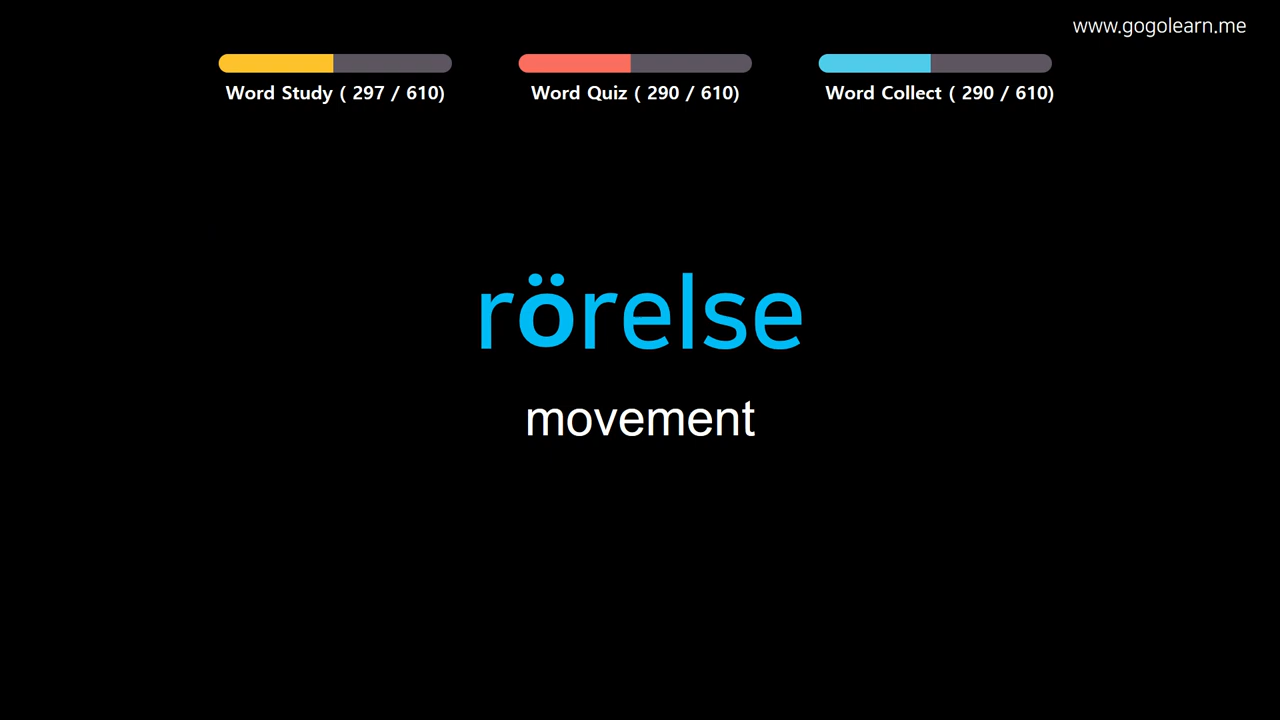 www.gogolearn.me
Word Study ( 297 / 610)
Word Quiz ( 290 / 610)
Word Collect ( 290 / 610)
rörelse
movement